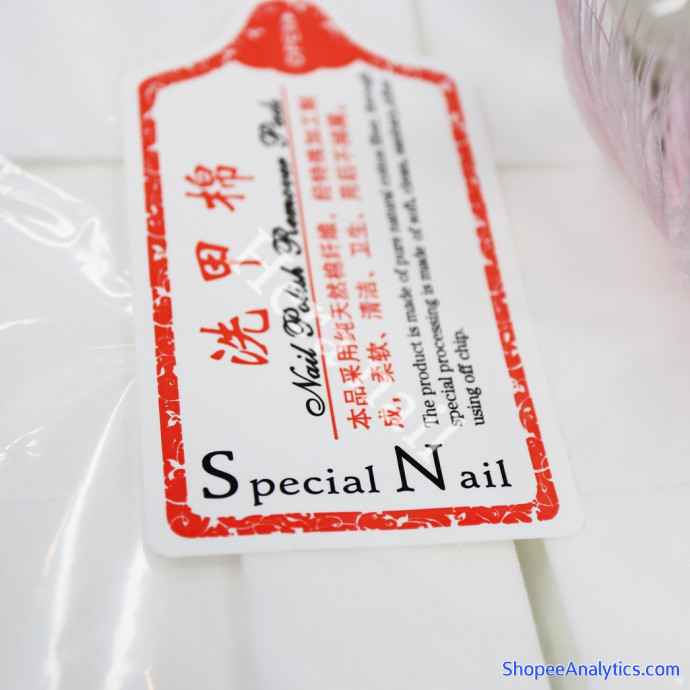 OPEN
洗甲棉
Nail Polish Remover Pads
本品采用纯天然棉纤维，经特殊加工制
成，柔软、清洁、卫生、用后不掉屑。
The product is made of pure natural cotton fiber, through
special processing is made of soft, clean, sanitary, after
using off chip.
Special Nail
ShopeeAnalytics.com